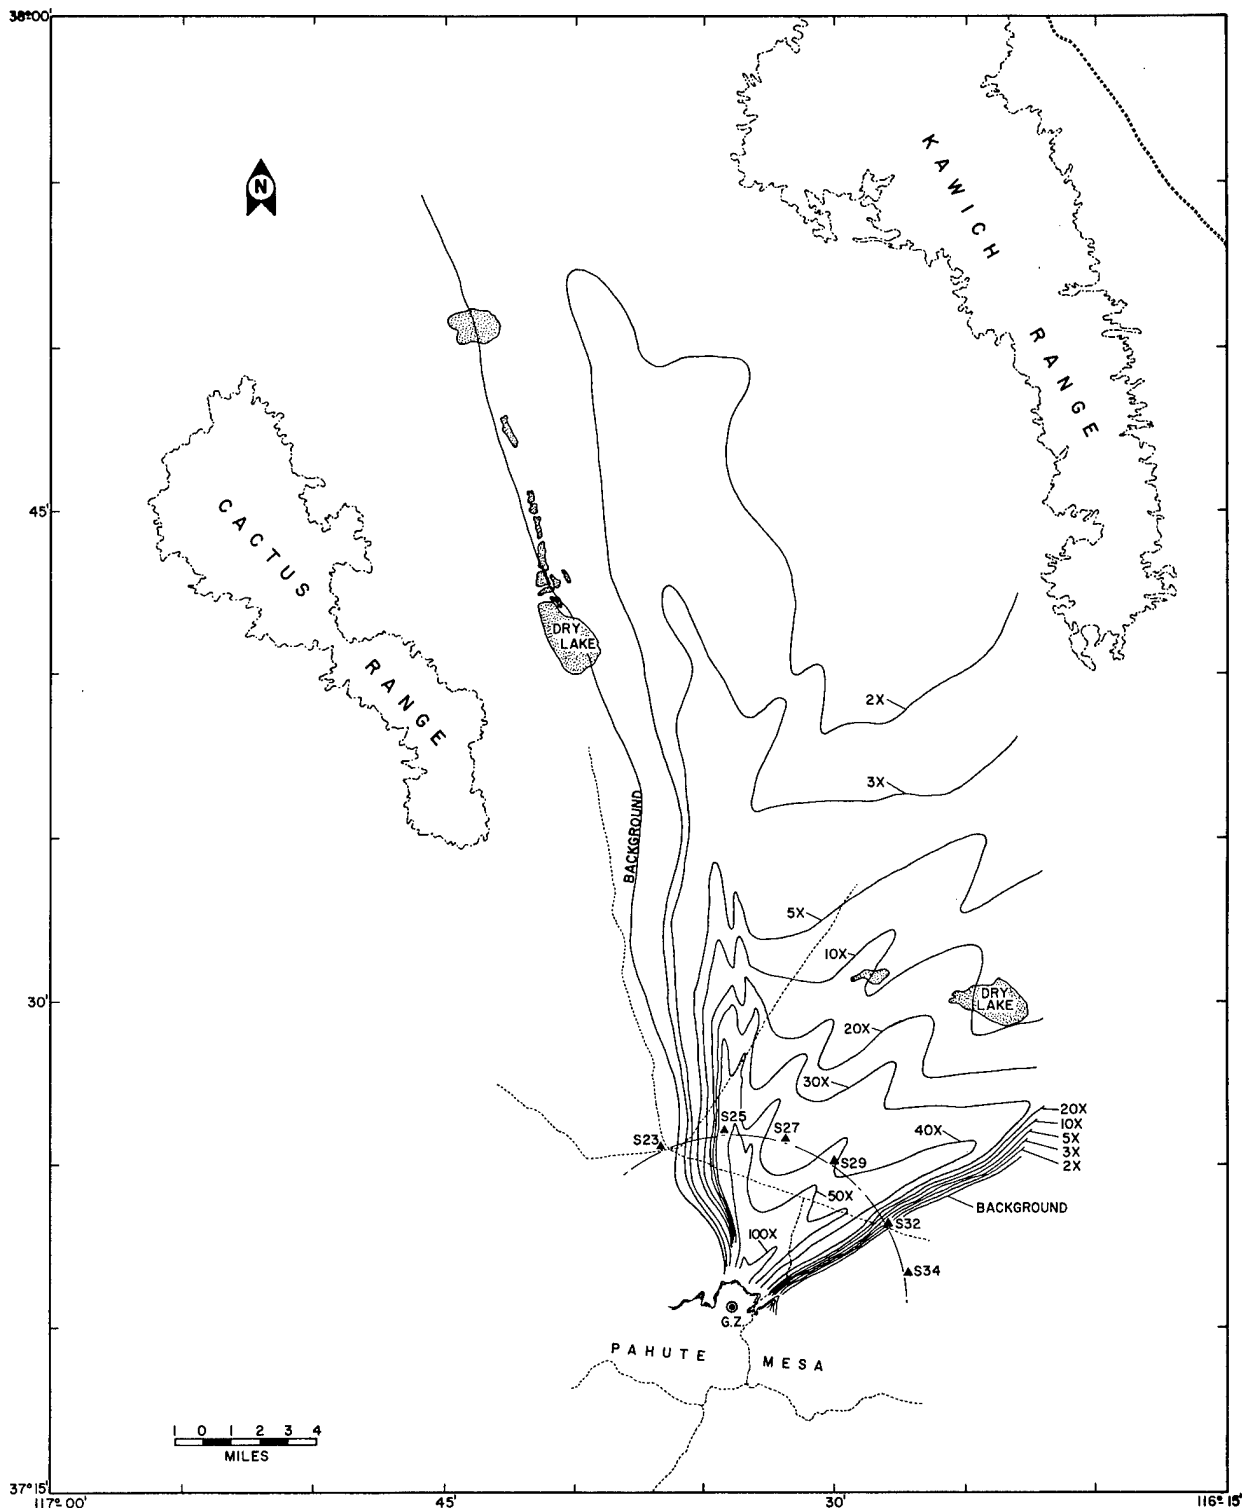 38°00'
N
KAWICH
RANGE
CACTUS
RANGE
45'
DRY
LAKE
2X
3X
BACKGROUND
5X
10X
DRY
LAKE
30'
20X
30X
S25
S27
S23
S29
40X
20X
10X
5X
3X
2X
50X
BACKGROUND
S32
100X
S34
G.Z.
PAHUTE MESA
1 0 1 2 3 4
MILES
37°15'
117°00'
45'
30'
116°15'